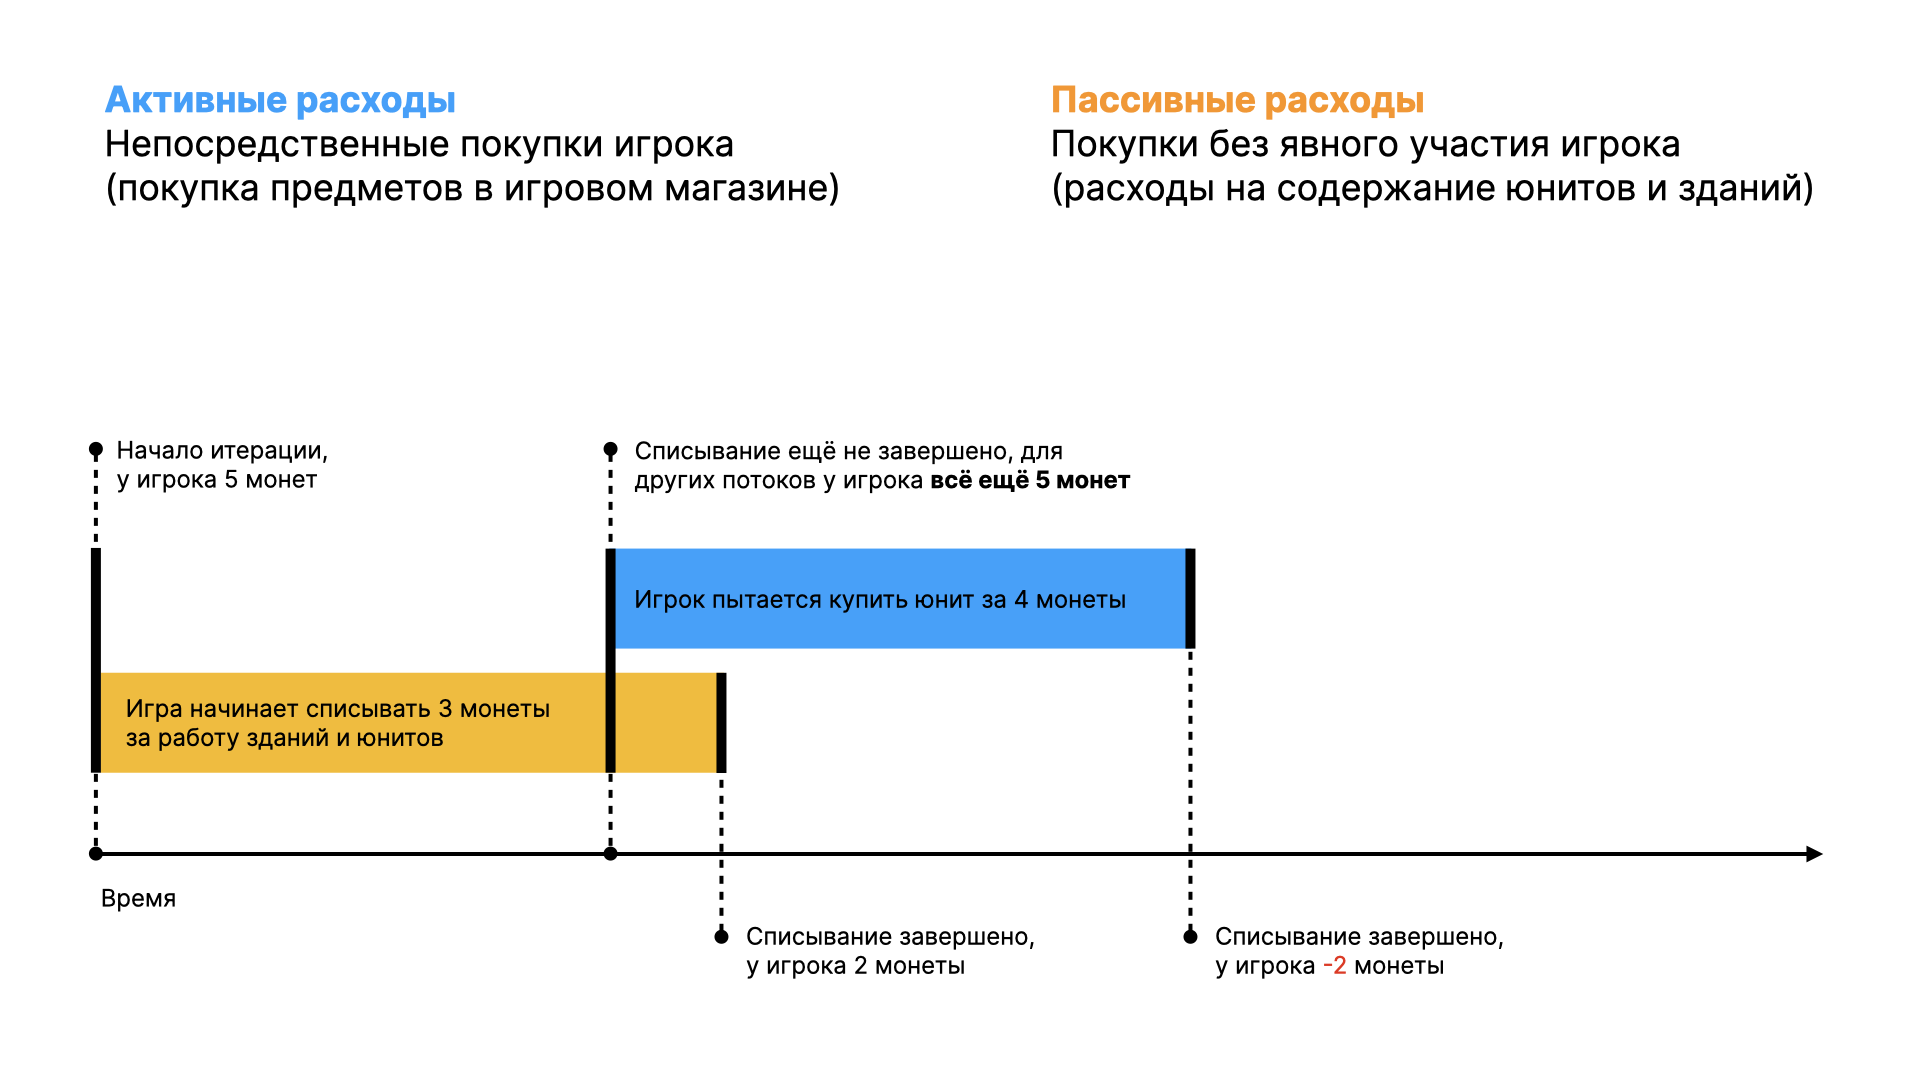 Активные расходы
Непосредственные покупки игрока
(покупка предметов в игровом магазине)
Пассивные расходы
Покупки без явного участия игрока
(расходы на содержание юнитов и зданий)
Начало итерации,
у игрока 5 монет
Списывание ещё не завершено, для
других потоков у игрока всё ещё 5 монет
Игрок пытается купить юнит за 4 монеты
Игра начинает списывать 3 монеты
за работу зданий и юнитов
Время
Списывание завершено,
у игрока 2 монеты
Списывание завершено,
у игрока -2 монеты